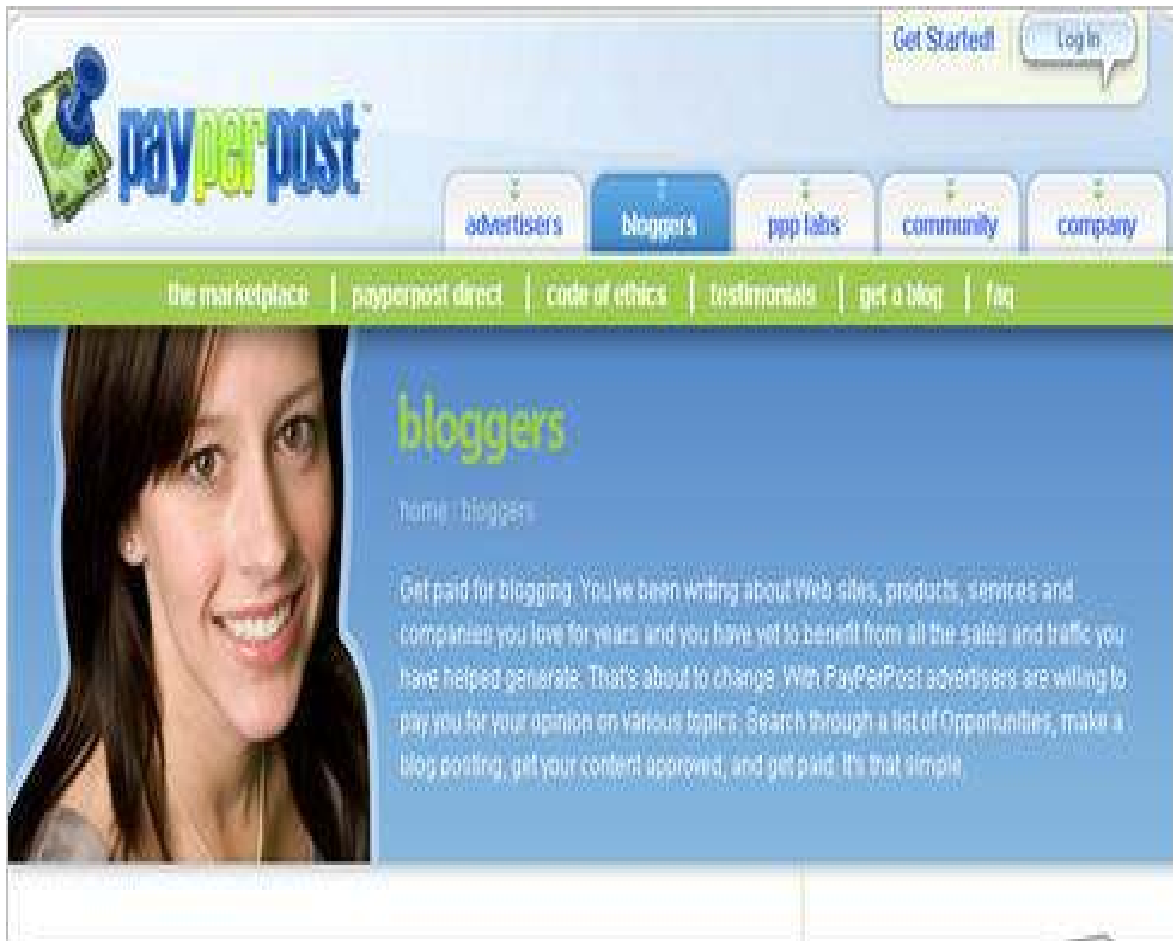 Get Started! Log In
payperpost™
advertisers bloggers ppp labs community company
the marketplace payperpost direct code of ethics testimonials get a blog faq
bloggers
home : bloggers
Get paid for blogging. You've been writing about Web sites, products, services and
companies you love for years and you have yet to benefit from all the sales and traffic you
have helped generate. That's about to change. With PayPerPost advertisers are willing to
pay you for your opinion on various topics. Search through a list of Opportunities, make a
blog posting, get your content approved, and get paid. It's that simple.